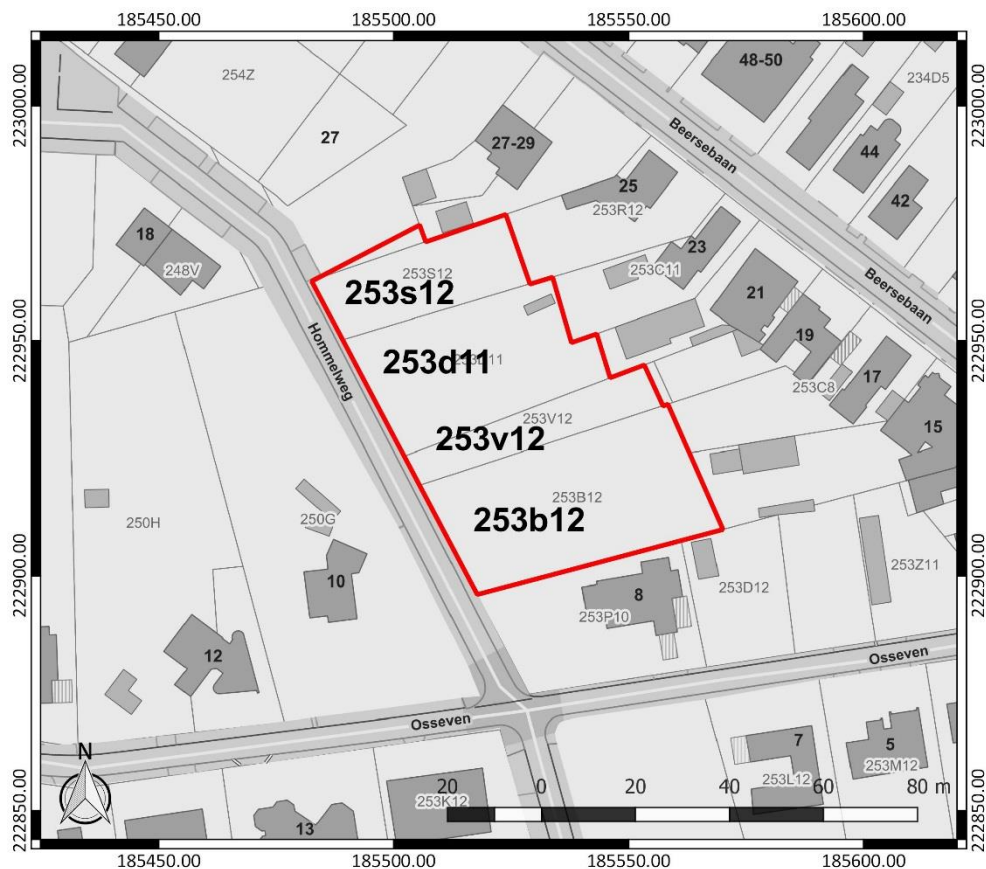 185450.00
185500.00
185550.00
185600.00
223000.00
223000.00
254Z
48-50
234D5
27
27-29
Beersebaan
44
25
42
253R12
18
248V
253S12
253s12
253C11
23
Beersebaan
21
222950.00
222950.00
Hommelweg
253d11
19
17
253C8
253V12
253v12
15
253B12
253b12
250H
250G
10
222900.00
222900.00
8
253D12
253Z11
253P10
12
Osseven
Osseven
N
7
5
253L12
253M12
253K12
13
20
0
20
40
60
80 m
222850.00
222850.00
185450.00
185500.00
185550.00
185600.00